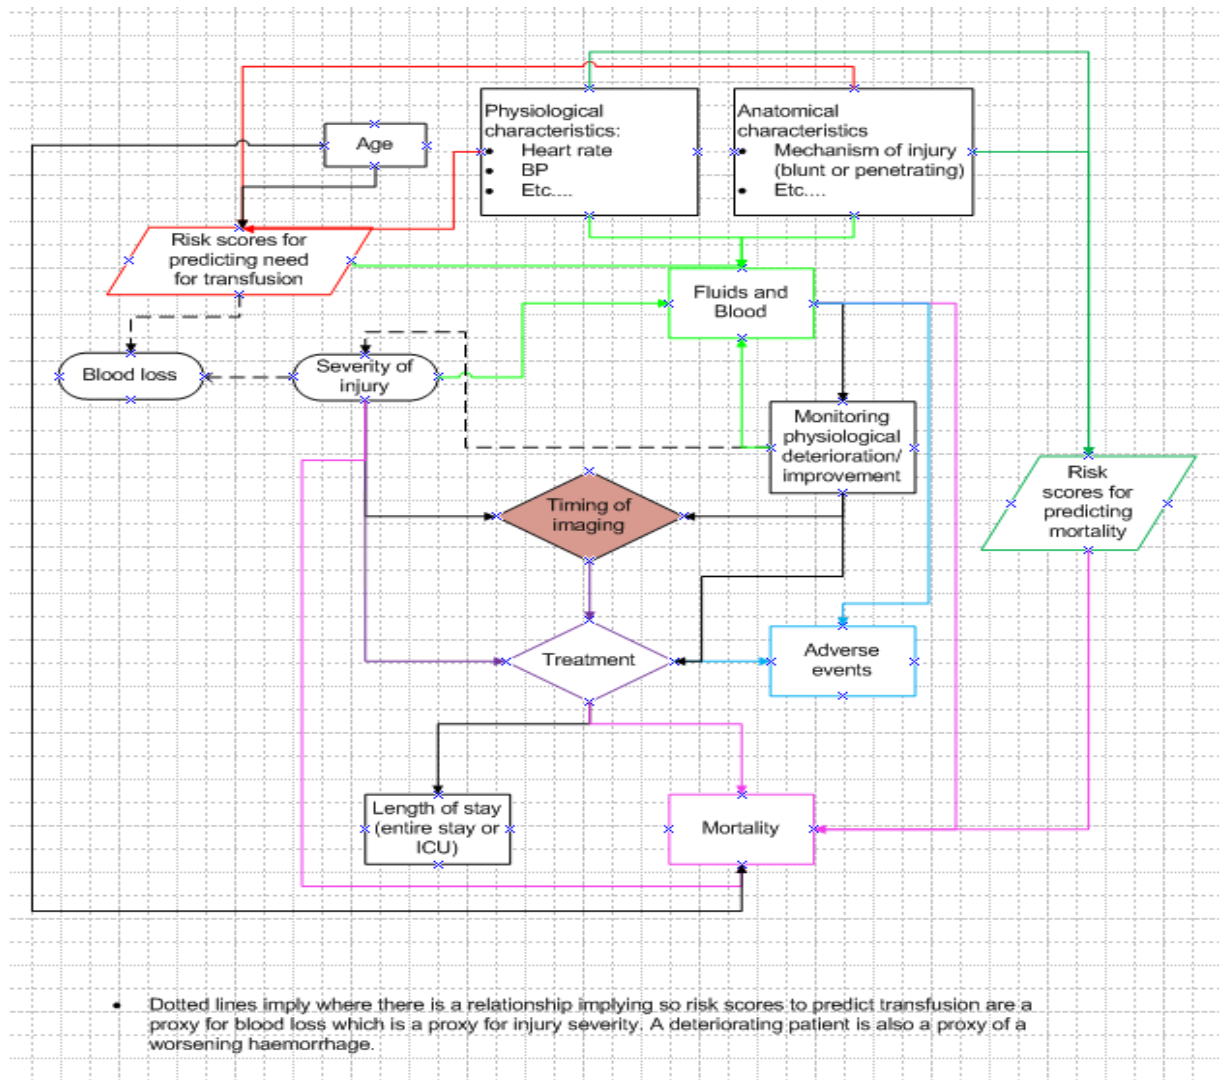 Physiological
characteristics:
• Heart rate
• BP
• Etc....
Anatomical
characteristics
• Mechanism of injury
(blunt or penetrating)
• Etc....
Age
Risk scores for
predicting need
for transfusion
Fluids and
Blood
Blood loss
Severity of
injury
Monitoring
physiological
deterioration/
improvement
Risk
scores for
predicting
mortality
Timing of
imaging
Treatment
Adverse
events
Length of stay
(entire stay or
ICU)
Mortality
• Dotted lines imply where there is a relationship implying so risk scores to predict transfusion are a
proxy for blood loss which is a proxy for injury severity. A deteriorating patient is also a proxy of a
worsening haemorrhage.